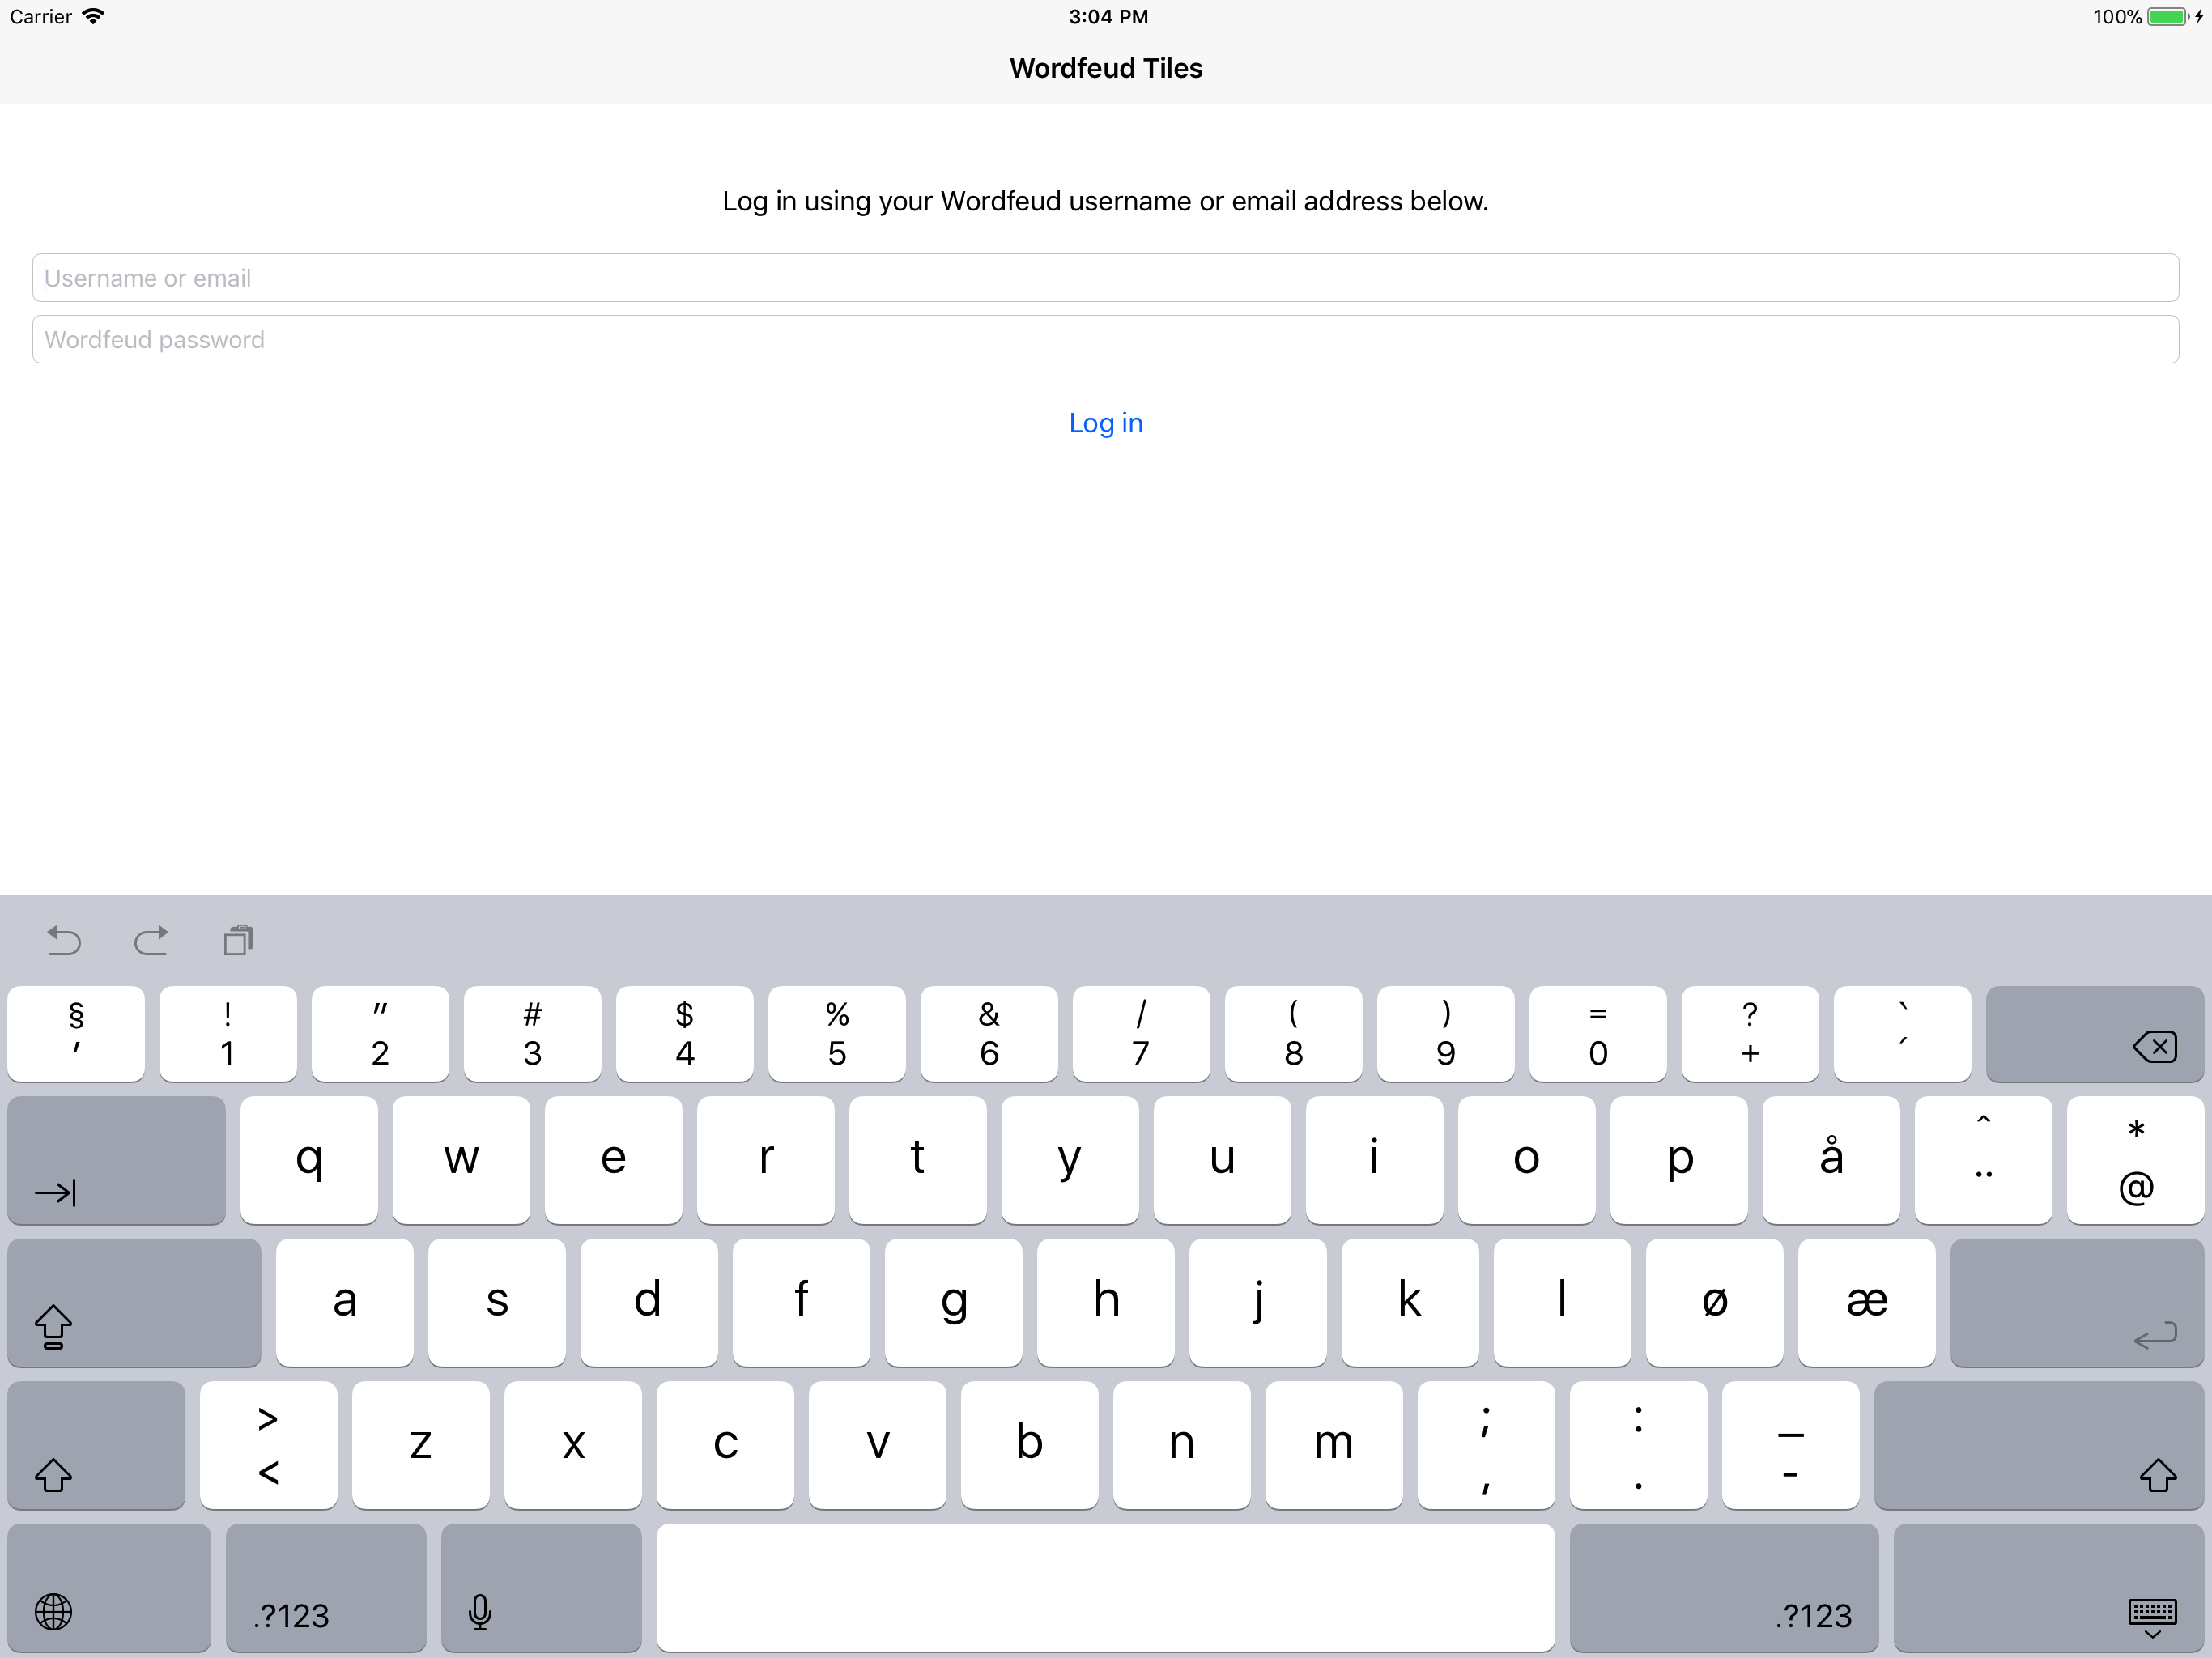 Carrier 3:04 PM 100%
Wordfeud Tiles
Log in using your Wordfeud username or email address below.
Username or email
Wordfeud password
Log in
§ ! " # $ % & / ( ) = ? `
' 1 2 3 4 5 6 7 8 9 0 + ´
q w e r t y u i o p å ^ *
¨ @
a s d f g h j k l ø æ
> z x c v b n m ; : _
< , . -
.?123 .?123